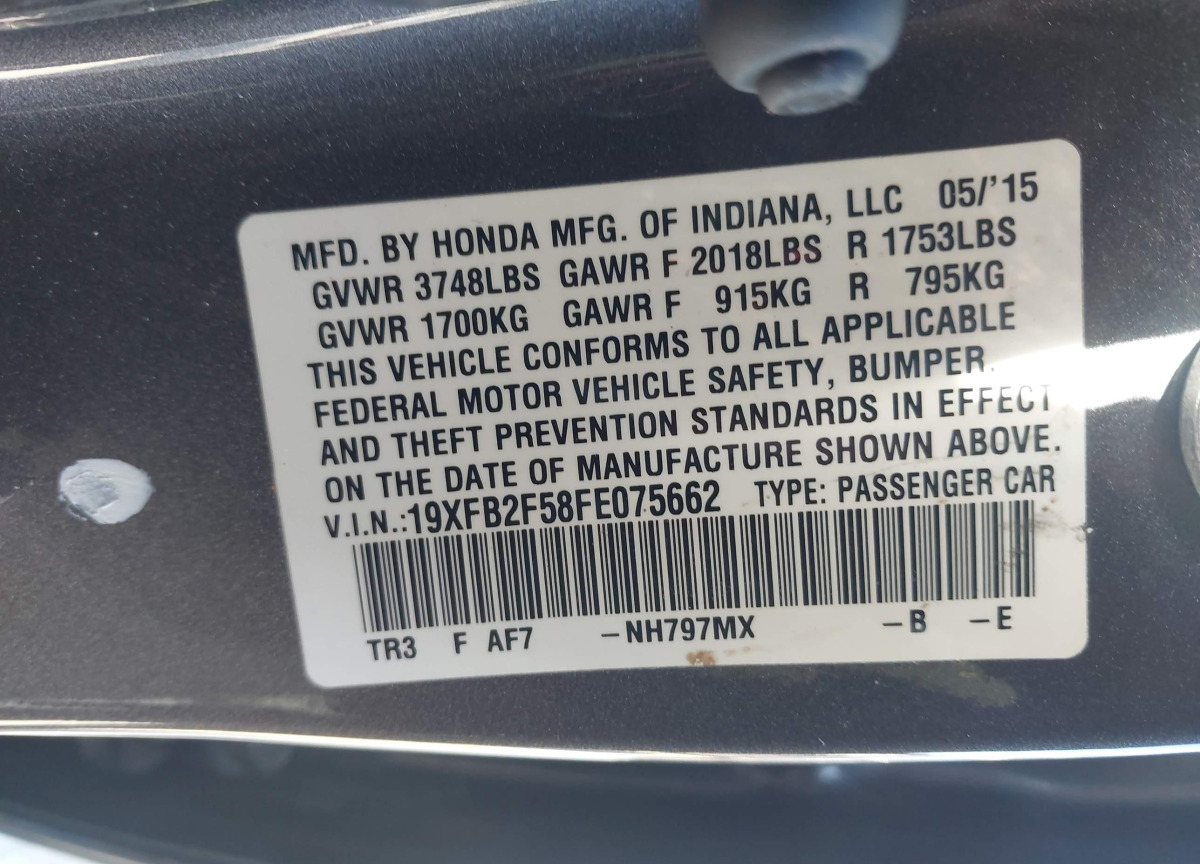 MFD. BY HONDA MFG. OF INDIANA, LLC 05/'15
GVWR 3748LBS GAWR F 2018LBS R 1753LBS
GVWR 1700KG GAWR F 915KG R 795KG
THIS VEHICLE CONFORMS TO ALL APPLICABLE
FEDERAL MOTOR VEHICLE SAFETY, BUMPER,
AND THEFT PREVENTION STANDARDS IN EFFECT
ON THE DATE OF MANUFACTURE SHOWN ABOVE.
V.I.N.:19XFB2F58FE075662 TYPE: PASSENGER CAR
TR3 F AF7 -NH797MX -B -E